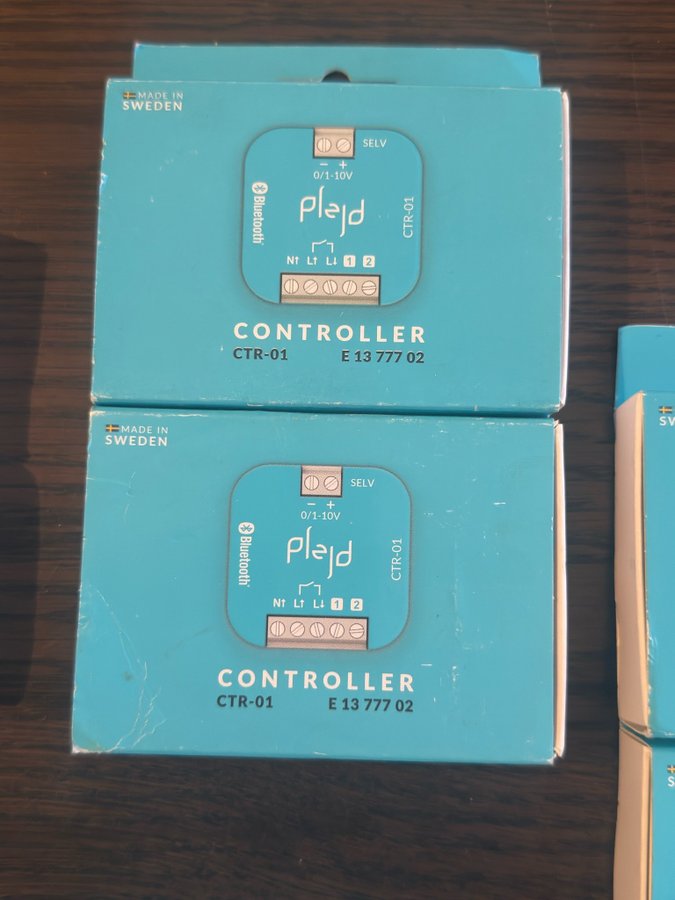 MADE IN
SWEDEN
SELV
− +
0/1-10V
Bluetooth®
plejd
CTR-01
N↑ L↑ L↓ 1 2
CONTROLLER
CTR-01 E 13 777 02
MADE IN
SWEDEN
SELV
− +
0/1-10V
Bluetooth®
plejd
CTR-01
N↑ L↑ L↓ 1 2
CONTROLLER
CTR-01 E 13 777 02